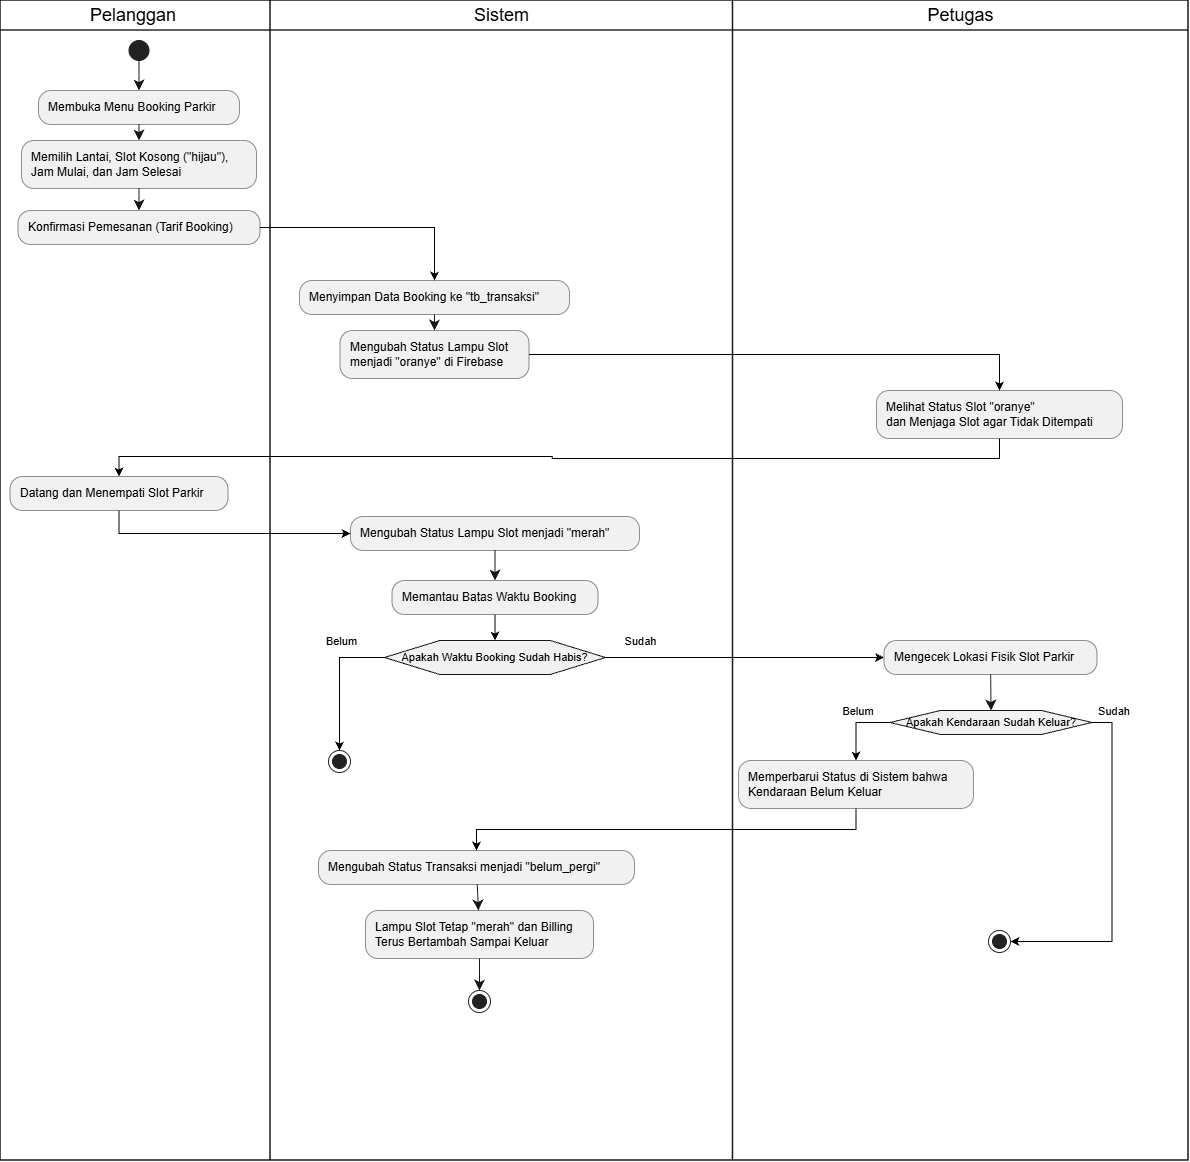 Pelanggan
Sistem
Petugas
Membuka Menu Booking Parkir
Memilih Lantai, Slot Kosong ("hijau"),
Jam Mulai, dan Jam Selesai
Konfirmasi Pemesanan (Tarif Booking)
Menyimpan Data Booking ke "tb_transaksi"
Mengubah Status Lampu Slot
menjadi "oranye" di Firebase
Melihat Status Slot "oranye"
dan Menjaga Slot agar Tidak Ditempati
Datang dan Menempati Slot Parkir
Mengubah Status Lampu Slot menjadi "merah"
Memantau Batas Waktu Booking
Belum
Apakah Waktu Booking Sudah Habis?
Sudah
Mengecek Lokasi Fisik Slot Parkir
Belum
Apakah Kendaraan Sudah Keluar?
Sudah
Memperbarui Status di Sistem bahwa
Kendaraan Belum Keluar
Mengubah Status Transaksi menjadi "belum_pergi"
Lampu Slot Tetap "merah" dan Billing
Terus Bertambah Sampai Keluar